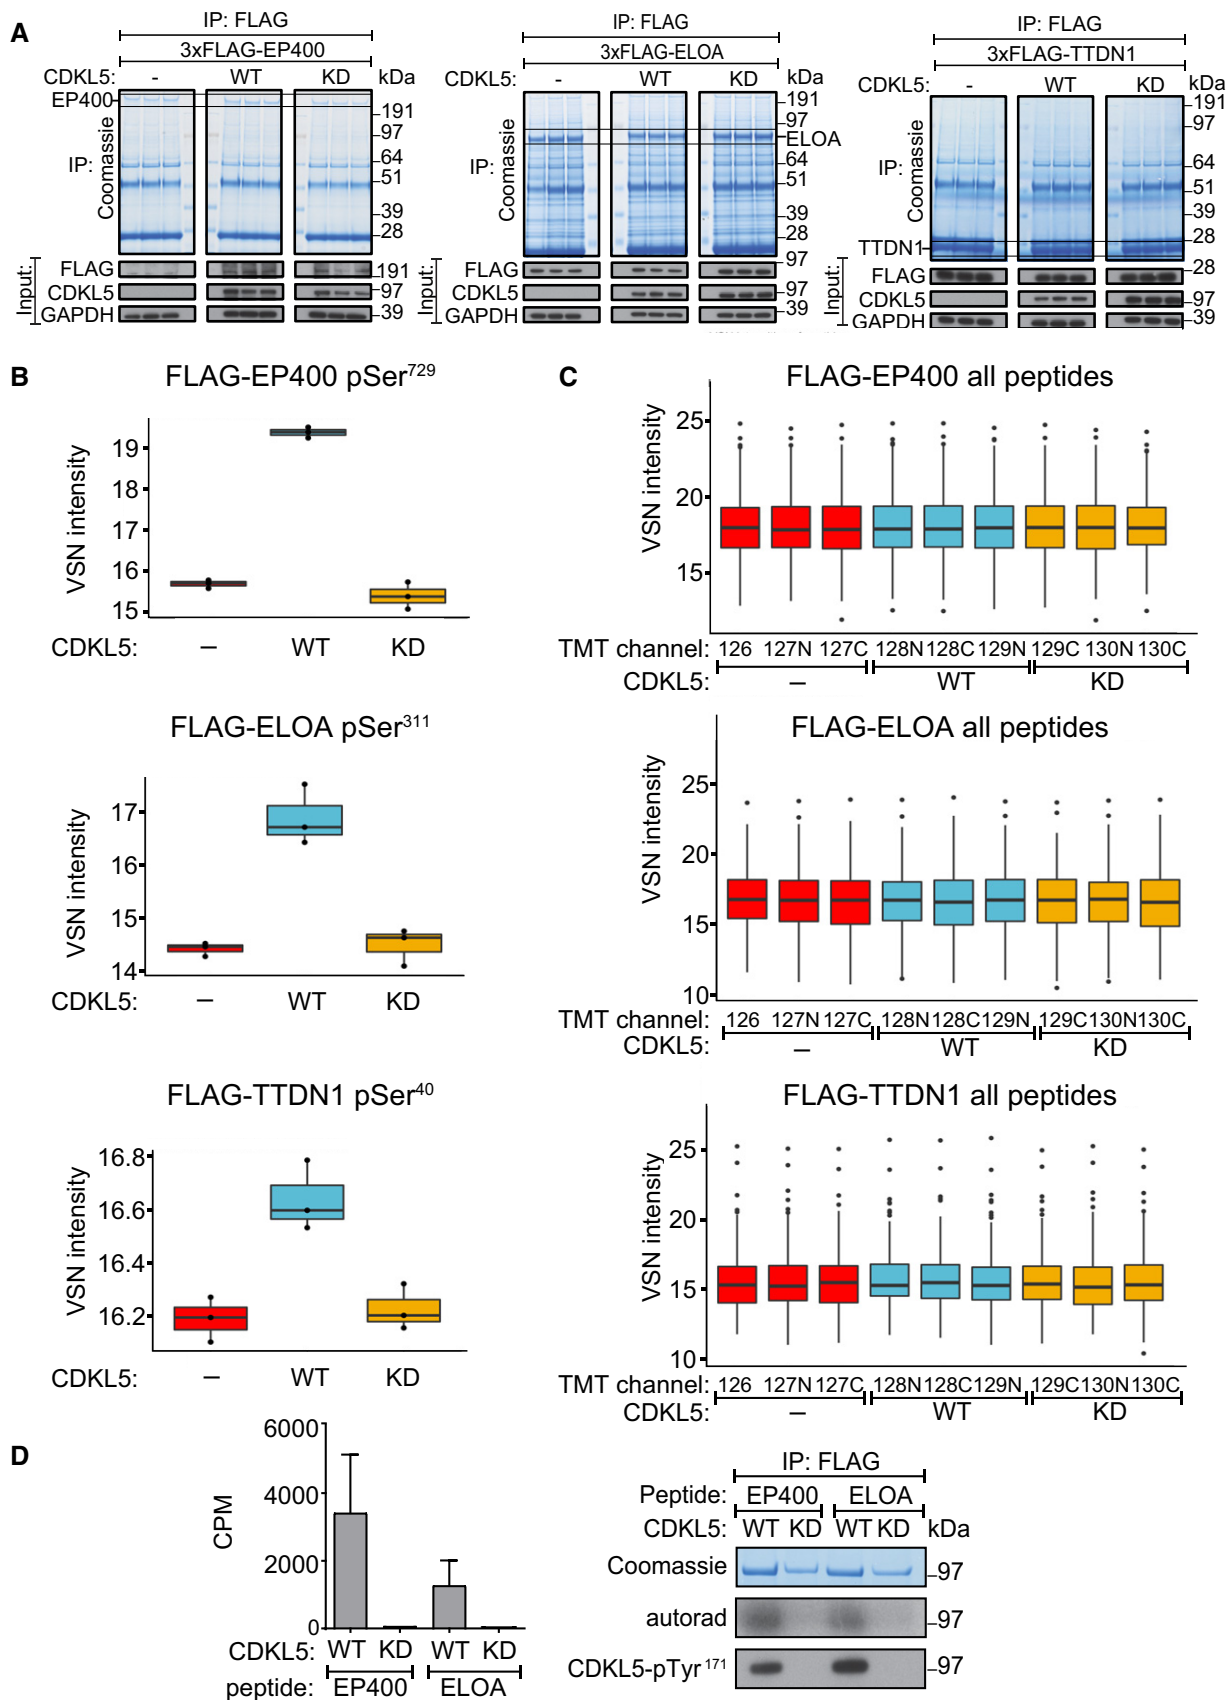 A
IP: FLAG
3xFLAG-EP400
CDKL5: - WT KD kDa
EP400
IP:
Coomassie
191
97
64
51
39
28
Input:
FLAG 191
CDKL5 97
GAPDH 39
IP: FLAG
3xFLAG-ELOA
CDKL5: - WT KD kDa
IP:
Coomassie
191
97
ELOA
64
51
39
28
Input:
97
FLAG
CDKL5 97
GAPDH 39
IP: FLAG
3xFLAG-TTDN1
CDKL5: - WT KD kDa
IP:
Coomassie
191
97
64
51
39
28
TTDN1
Input:
FLAG 28
CDKL5 97
GAPDH 39
B
FLAG-EP400 pSer729
VSN intensity
19
18
17
16
15
CDKL5: – WT KD
FLAG-ELOA pSer311
VSN intensity
17
16
15
14
CDKL5: – WT KD
FLAG-TTDN1 pSer40
VSN intensity
16.8
16.6
16.4
16.2
CDKL5: – WT KD
C
FLAG-EP400 all peptides
VSN intensity
25
20
15
TMT channel: 126 127N 127C 128N 128C 129N 129C 130N 130C
CDKL5: – WT KD
FLAG-ELOA all peptides
VSN intensity
25
20
15
10
TMT channel: 126 127N 127C 128N 128C 129N 129C 130N 130C
CDKL5: – WT KD
FLAG-TTDN1 all peptides
VSN intensity
25
20
15
10
TMT channel: 126 127N 127C 128N 128C 129N 129C 130N 130C
CDKL5: – WT KD
D
CPM
6000
4000
2000
0
CDKL5: WT KD WT KD
peptide: EP400 ELOA
IP: FLAG
Peptide: EP400 ELOA
CDKL5: WT KD WT KD kDa
Coomassie 97
autorad 97
CDKL5-pTyr171 97